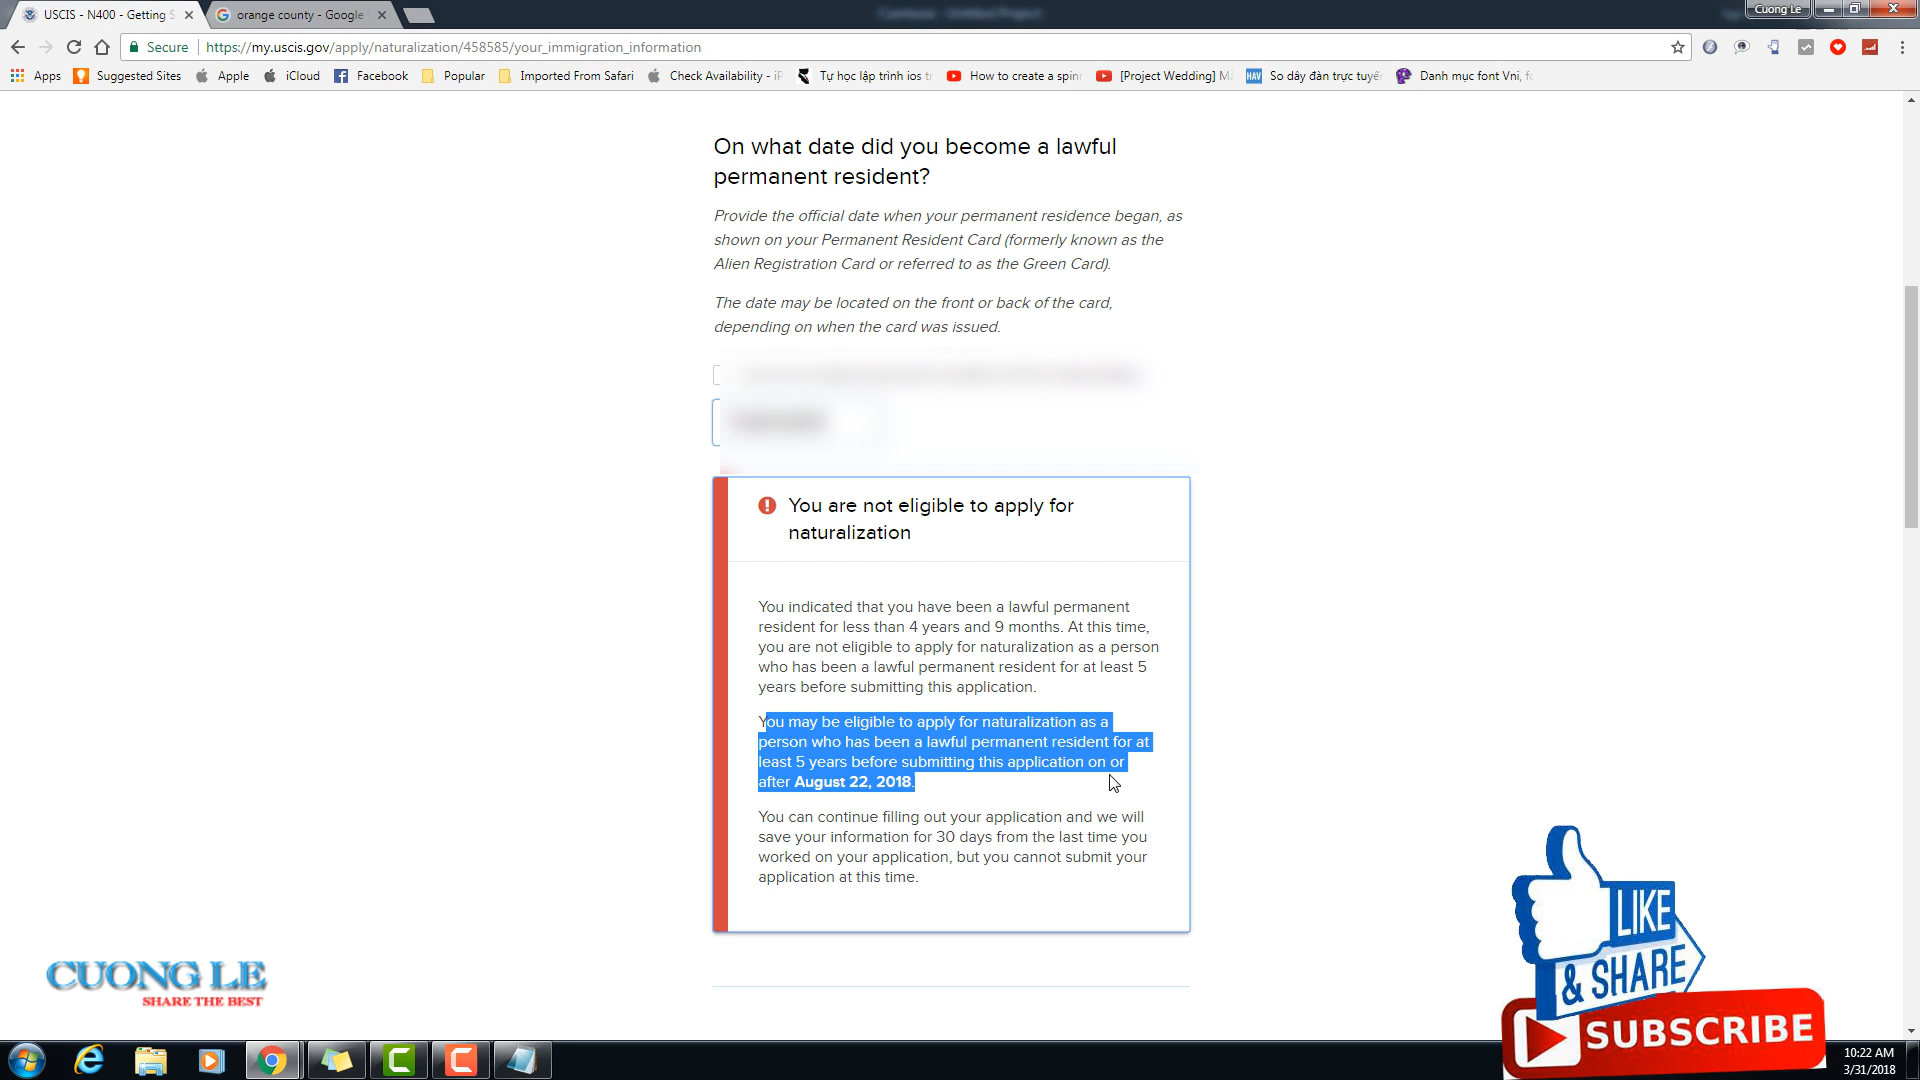 USCIS - N400 - Getting S
orange county - Google
Cuong Le
Secure
https://my.uscis.gov/apply/naturalization/458585/your_immigration_information
Apps
Suggested Sites
Apple
iCloud
Facebook
Popular
Imported From Safari
Check Availability - iP
Tự học lập trình ios t
How to create a spin
[Project Wedding] M
HAV
So dây đàn trực tuyế
Danh mục font Vni, f
On what date did you become a lawful
permanent resident?
Provide the official date when your permanent residence began, as
shown on your Permanent Resident Card (formerly known as the
Alien Registration Card or referred to as the Green Card).
The date may be located on the front or back of the card,
depending on when the card was issued.
You are not eligible to apply for
naturalization
You indicated that you have been a lawful permanent
resident for less than 4 years and 9 months. At this time,
you are not eligible to apply for naturalization as a person
who has been a lawful permanent resident for at least 5
years before submitting this application.
You may be eligible to apply for naturalization as a
person who has been a lawful permanent resident for at
least 5 years before submitting this application on or
after August 22, 2018.
You can continue filling out your application and we will
save your information for 30 days from the last time you
worked on your application, but you cannot submit your
application at this time.
LIKE
& SHARE
SUBSCRIBE
CUONG LE
SHARE THE BEST
10:22 AM
3/31/2018